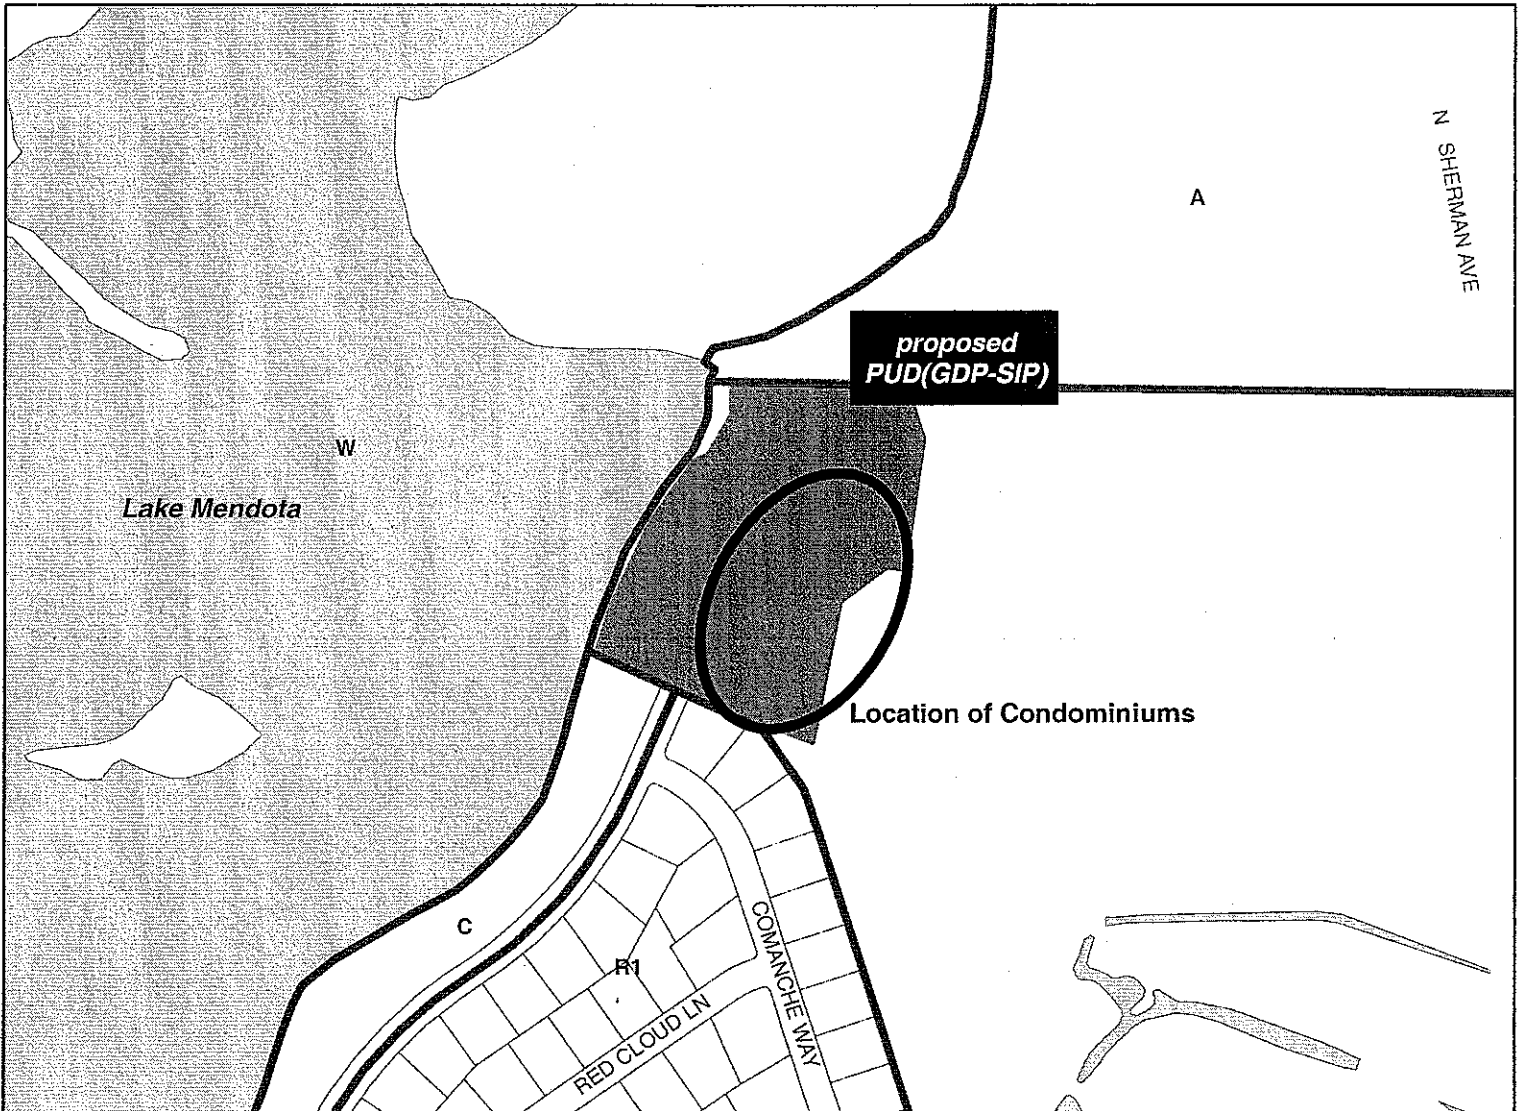 N SHERMAN AVE
A
proposed
PUD(GDP-SIP)
W
Lake Mendota
Location of Condominiums
C
R1
COMANCHE WAY
RED CLOUD LN